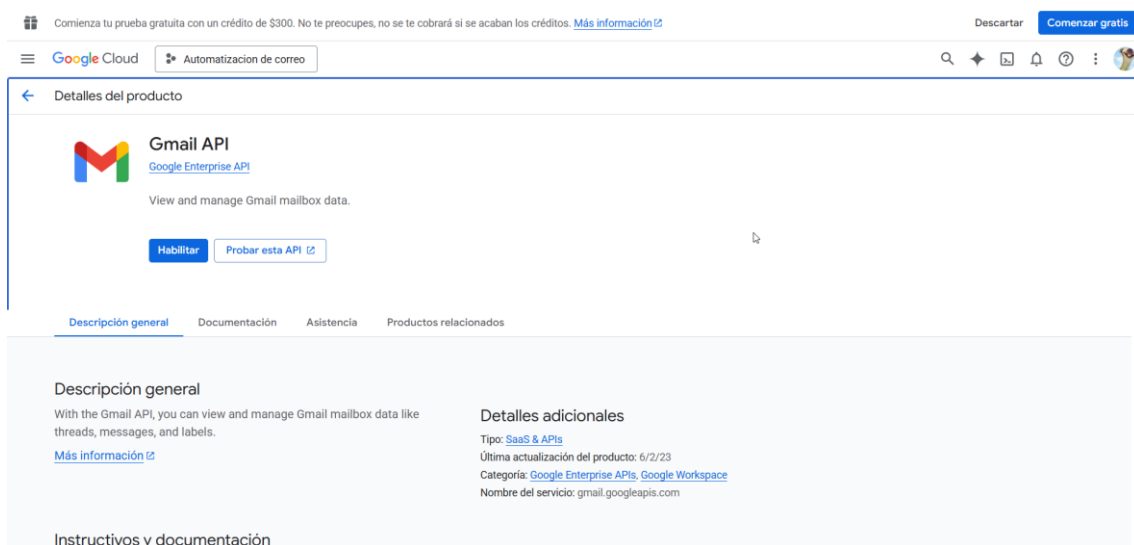 Comienza tu prueba gratuita con un crédito de $300. No te preocupes, no se te cobrará si se acaban los créditos. Más información
Descartar
Comenzar gratis
Google Cloud
Automatizacion de correo
Detalles del producto
Gmail API
Google Enterprise API
View and manage Gmail mailbox data.
Habilitar
Probar esta API
Descripción general
Documentación
Asistencia
Productos relacionados
Descripción general
With the Gmail API, you can view and manage Gmail mailbox data like
threads, messages, and labels.
Más información
Detalles adicionales
Tipo: SaaS & APIs
Última actualización del producto: 6/2/23
Categoría: Google Enterprise APIs, Google Workspace
Nombre del servicio: gmail.googleapis.com
Instructivos y documentación